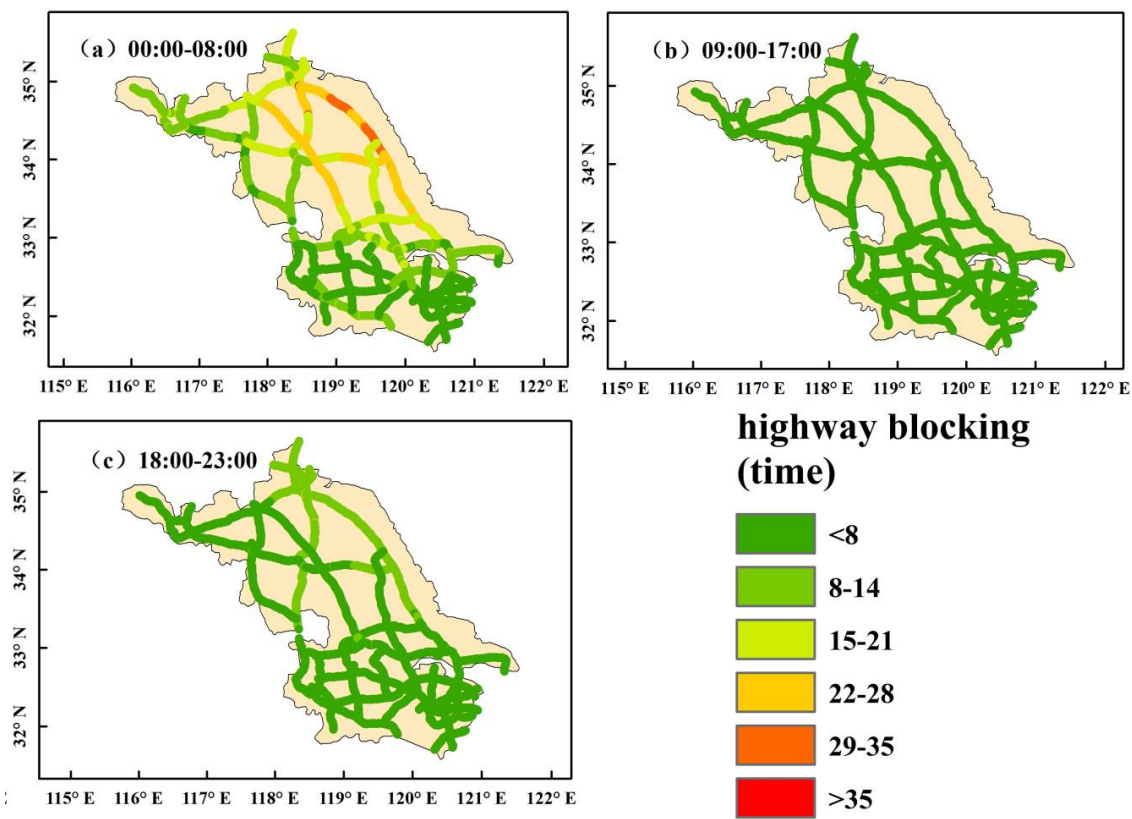 （a）00:00-08:00
35° N
34° N
33° N
32° N
115° E 116° E 117° E 118° E 119° E 120° E 121° E 122° E
（b）09:00-17:00
35° N
34° N
33° N
32° N
115° E 116° E 117° E 118° E 119° E 120° E 121° E 122° E
（c）18:00-23:00
35° N
34° N
33° N
32° N
115° E 116° E 117° E 118° E 119° E 120° E 121° E 122° E
highway blocking
(time)
<8
8-14
15-21
22-28
29-35
>35